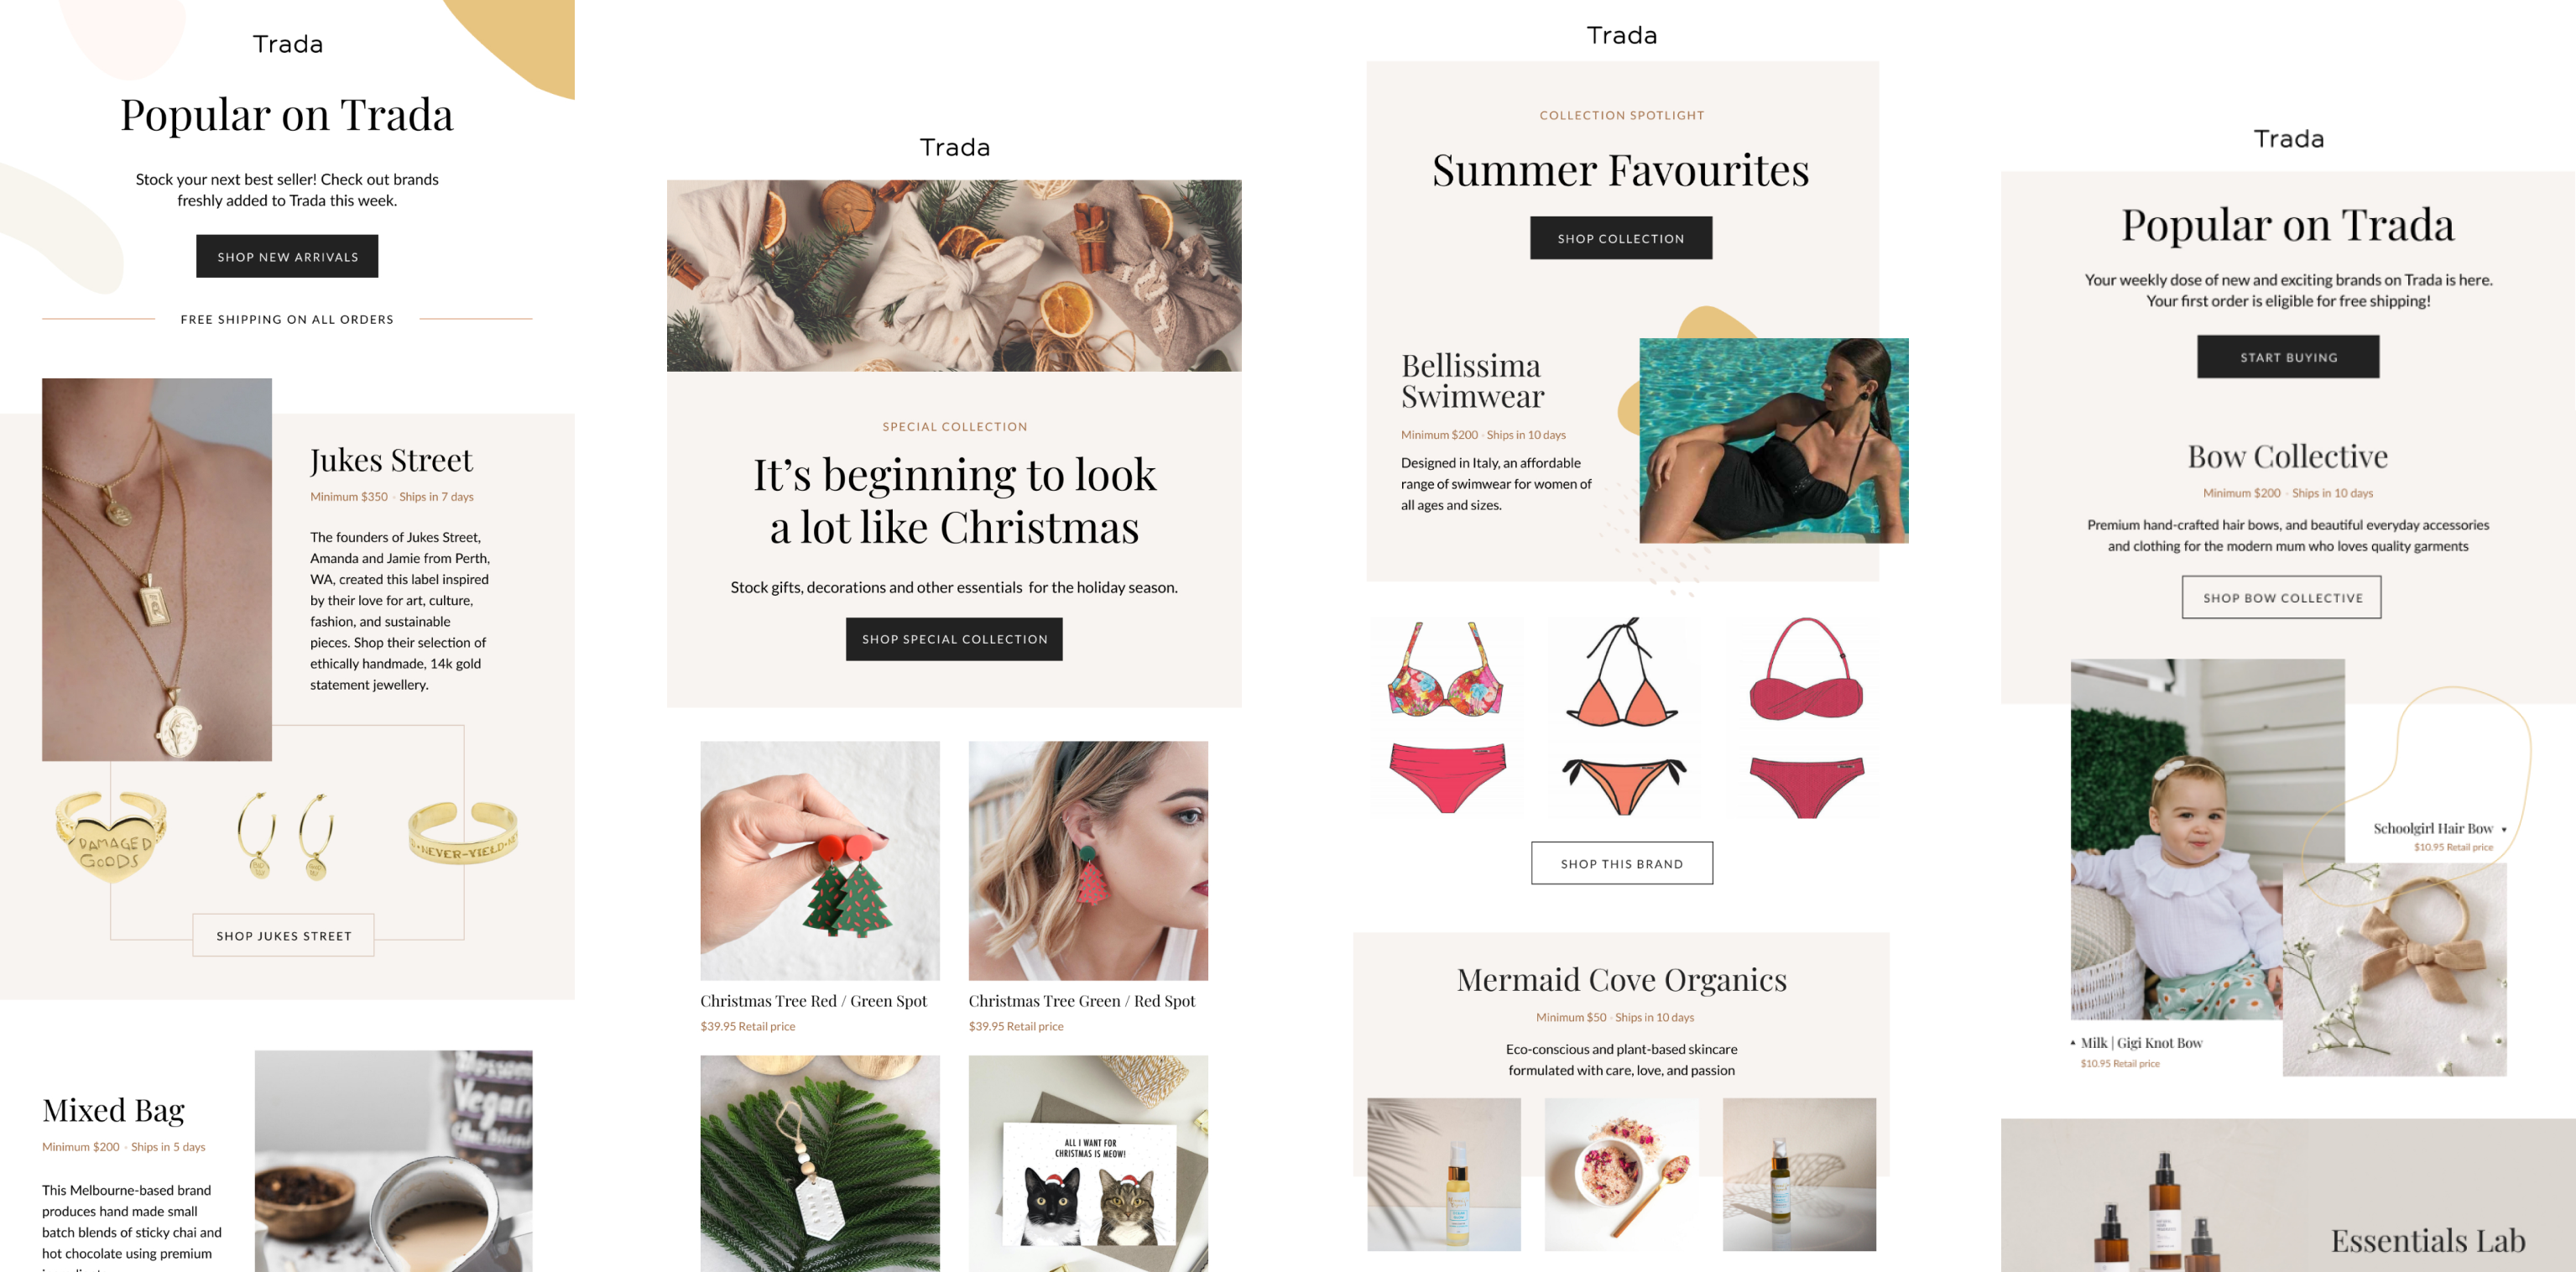 Trada
Popular on Trada
Stock your next best seller! Check out brands
freshly added to Trada this week.
SHOP NEW ARRIVALS
FREE SHIPPING ON ALL ORDERS
Jukes Street
Minimum $350 · Ships in 7 days
The founders of Jukes Street,
Amanda and Jamie from Perth,
WA, created this label inspired
by their love for art, culture,
fashion, and sustainable
pieces. Shop their selection of
ethically handmade, 14k gold
statement jewellery.
DAMAGED
GOODS
NEVER-YIELD
SHOP JUKES STREET
Mixed Bag
Minimum $200 · Ships in 5 days
This Melbourne-based brand
produces hand made small
batch blends of sticky chai and
hot chocolate using premium
Blossom
Vegan
Trada
SPECIAL COLLECTION
It's beginning to look
a lot like Christmas
Stock gifts, decorations and other essentials for the holiday season.
SHOP SPECIAL COLLECTION
Christmas Tree Red / Green Spot
$39.95 Retail price
Christmas Tree Green / Red Spot
$39.95 Retail price
ALL I WANT FOR
CHRISTMAS IS MEOW!
Trada
COLLECTION SPOTLIGHT
Summer Favourites
SHOP COLLECTION
Bellissima
Swimwear
Minimum $200 · Ships in 10 days
Designed in Italy, an affordable
range of swimwear for women of
all ages and sizes.
SHOP THIS BRAND
Mermaid Cove Organics
Minimum $50 · Ships in 10 days
Eco-conscious and plant-based skincare
formulated with care, love, and passion
Trada
Popular on Trada
Your weekly dose of new and exciting brands on Trada is here.
Your first order is eligible for free shipping!
START BUYING
Bow Collective
Minimum $200 · Ships in 10 days
Premium hand-crafted hair bows, and beautiful everyday accessories
and clothing for the modern mum who loves quality garments
SHOP BOW COLLECTIVE
Schoolgirl Hair Bow
$10.95 Retail price
Milk | Gigi Knot Bow
$10.95 Retail price
Essentials Lab